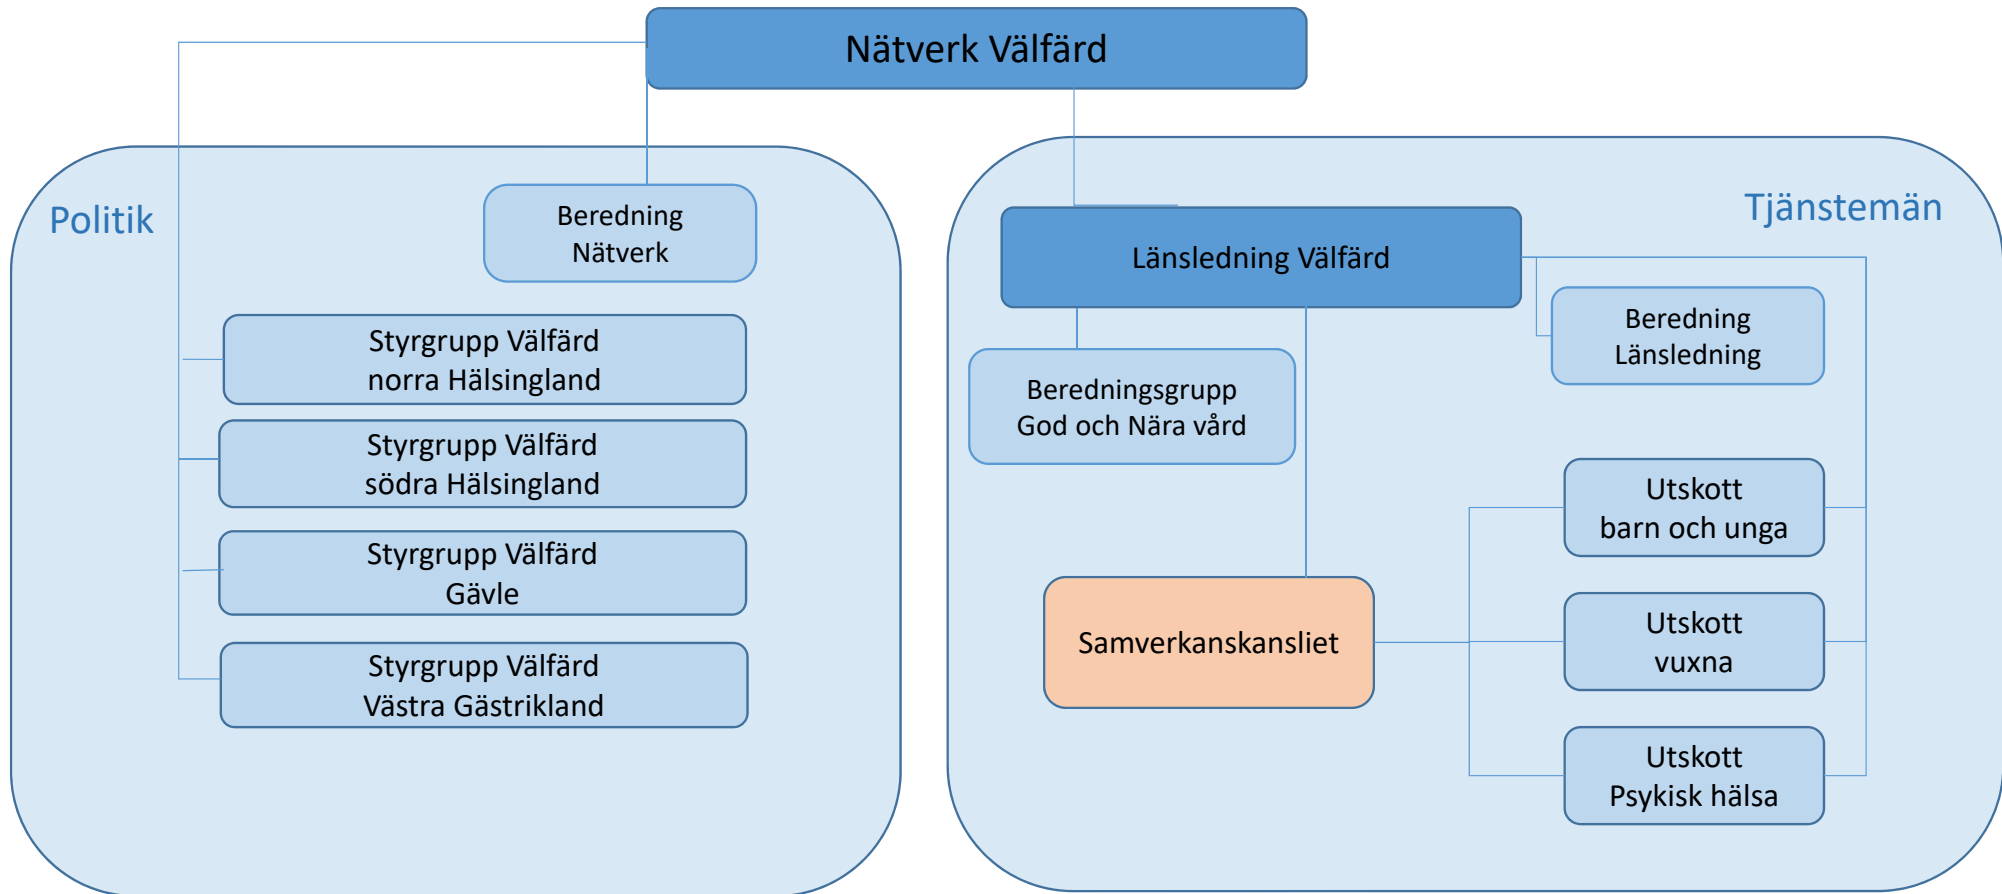 Nätverk Välfärd
Politik
Beredning
Nätverk
Styrgrupp Välfärd
norra Hälsingland
Styrgrupp Välfärd
södra Hälsingland
Styrgrupp Välfärd
Gävle
Styrgrupp Välfärd
Västra Gästrikland
Tjänstemän
Länsledning Välfärd
Beredning
Länsledning
Beredningsgrupp
God och Nära vård
Samverkanskansliet
Utskott
barn och unga
Utskott
vuxna
Utskott
Psykisk hälsa